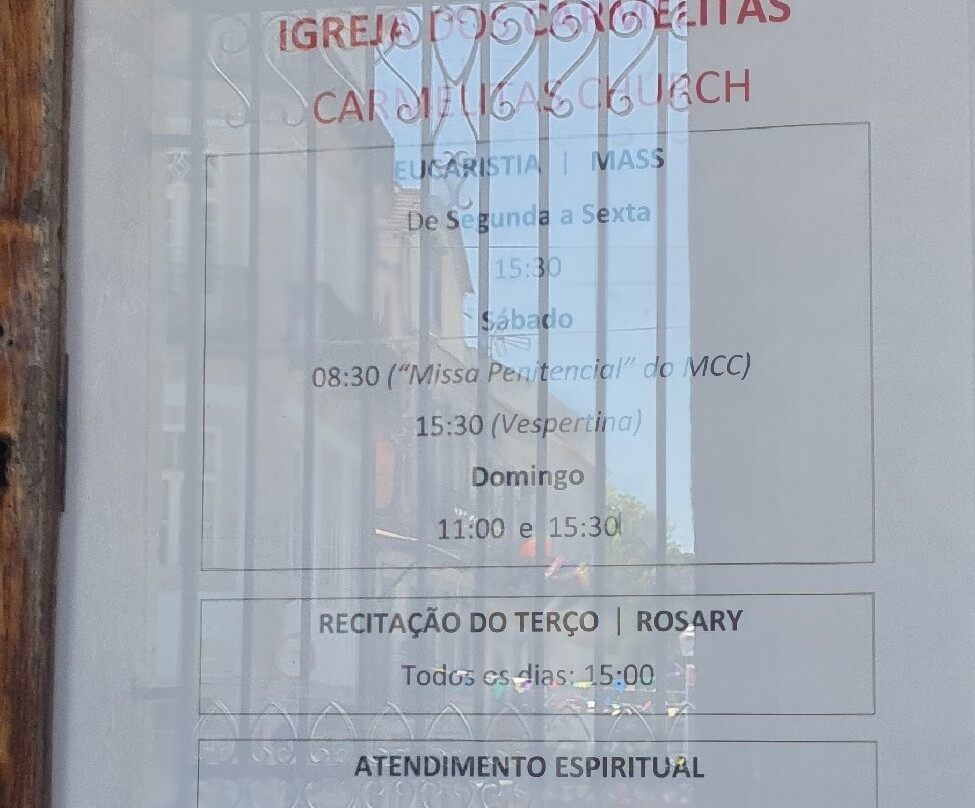 IGREJA DOS CARMELITAS
CARMELITAS CHURCH
EUCARISTIA | MASS
De Segunda a Sexta
15:30
Sábado
08:30 (“Missa Penitencial” do MCC)
15:30 (Vespertina)
Domingo
11:00 e 15:30
RECITAÇÃO DO TERÇO | ROSARY
Todos os dias: 15:00
ATENDIMENTO ESPIRITUAL